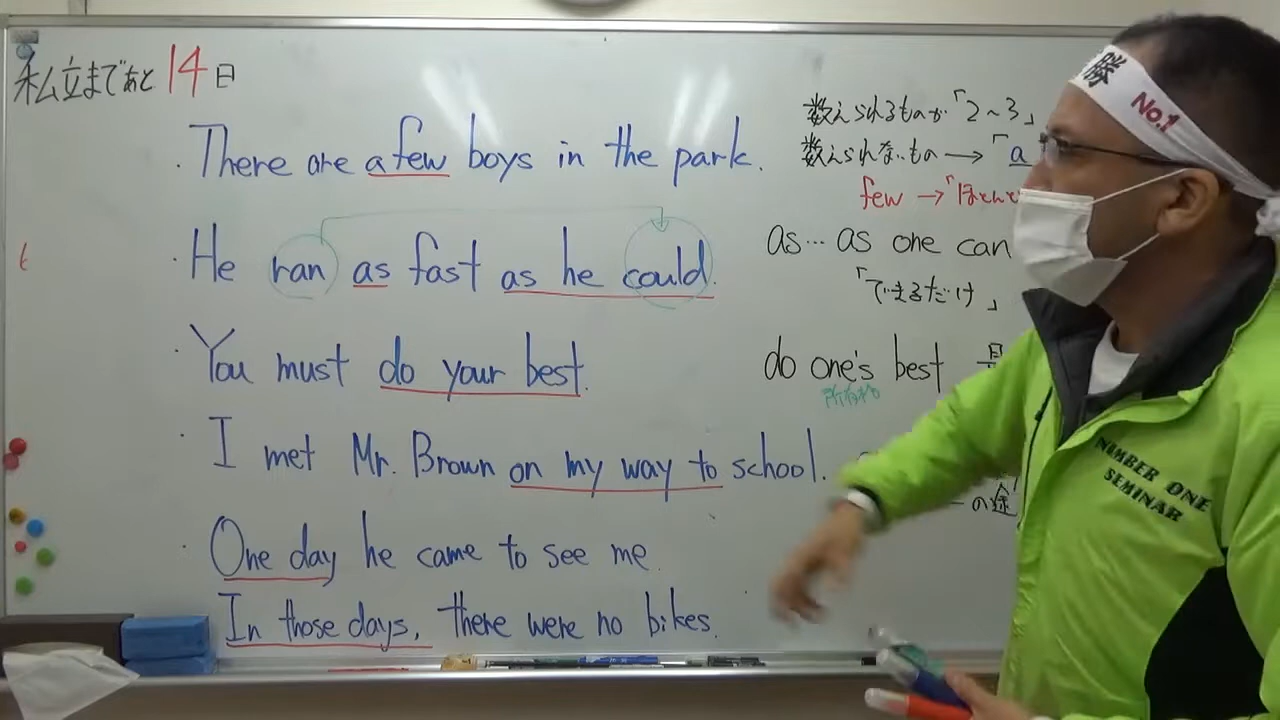 私立まであと14日
・There are a few boys in the park.
・He ran as fast as he could.
・You must do your best.
・I met Mr. Brown on my way to school.
・One day he came to see me.
In those days, there were no bikes.
数えられるものが「2～3」
数えられないもの→「a
few→「ほとんど
as…as one can
「できるだけ」
do one's best
所有格
ーの途
勝 No.1
NUMBER ONE
SEMINAR
t